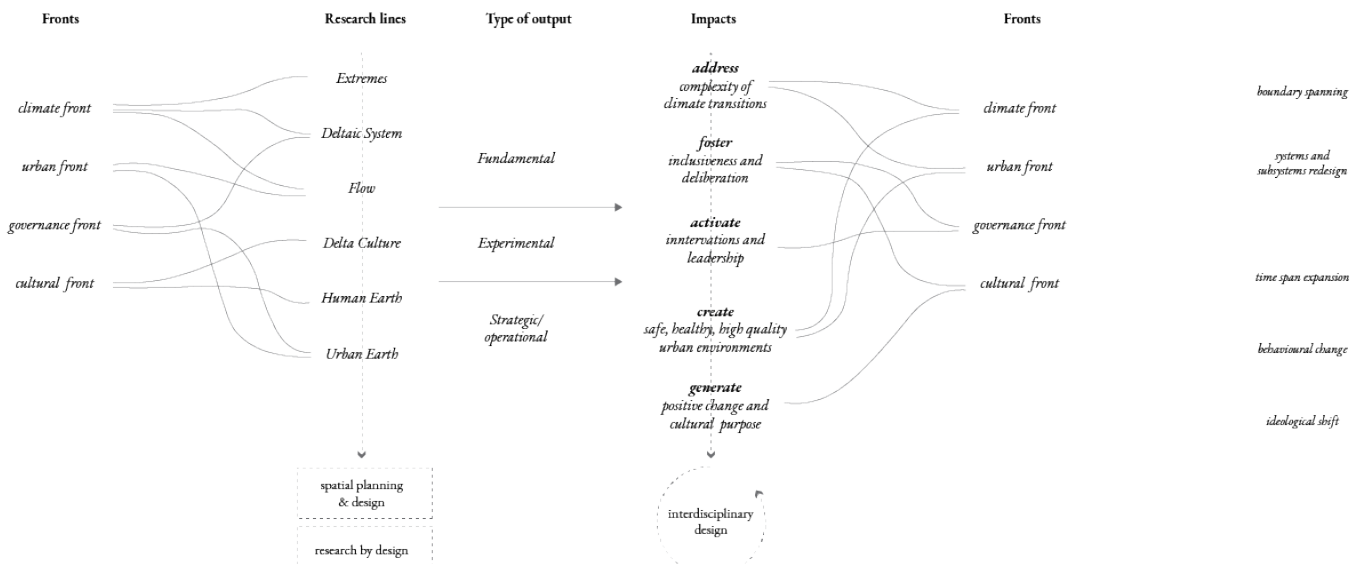 Fronts
Research lines
Type of output
Impacts
Fronts
climate front
urban front
governance front
cultural front
Extremes
Deltaic System
Flow
Delta Culture
Human Earth
Urban Earth
spatial planning
& design
research by design
Fundamental
Experimental
Strategic/
operational
address
complexity of
climate transitions
foster
inclusiveness and
deliberation
activate
inntervations and
leadership
create
safe, healthy, high quality
urban environments
generate
positive change and
cultural purpose
interdisciplinary
design
climate front
urban front
governance front
cultural front
boundary spanning
systems and
subsystems redesign
time span expansion
behavioural change
ideological shift